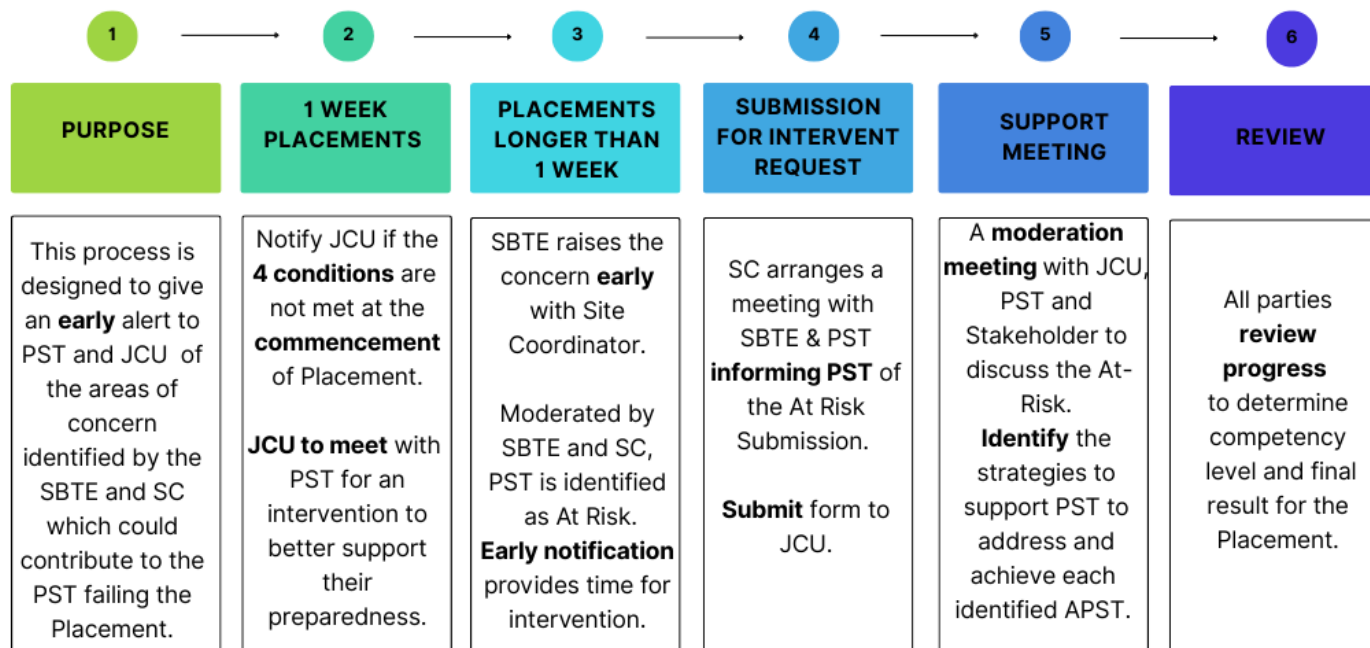 1
2
3
4
5
6
PURPOSE
1 WEEK
PLACEMENTS
PLACEMENTS
LONGER THAN
1 WEEK
SUBMISSION
FOR INTERVENT
REQUEST
SUPPORT
MEETING
REVIEW
This process is
designed to give
an early alert to
PST and JCU of
the areas of
concern
identified by the
SBTE and SC
which could
contribute to the
PST failing the
Placement.
Notify JCU if the
4 conditions are
not met at the
commencement
of Placement.
JCU to meet with
PST for an
intervention to
better support
their
preparedness.
SBTE raises the
concern early
with Site
Coordinator.
Moderated by
SBTE and SC,
PST is identified
as At Risk.
Early notification
provides time for
intervention.
SC arranges a
meeting with
SBTE & PST
informing PST of
the At Risk
Submission.
Submit form to
JCU.
A moderation
meeting with JCU,
PST and
Stakeholder to
discuss the At-
Risk.
Identify the
strategies to
support PST to
address and
achieve each
identified APST.
All parties
review
progress
to determine
competency
level and final
result for the
Placement.